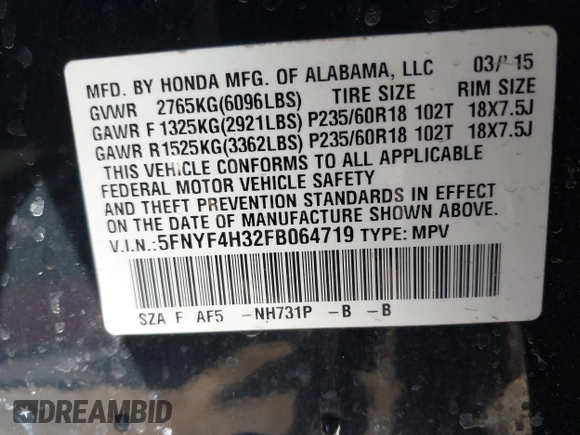 MFD. BY HONDA MFG. OF ALABAMA, LLC 03/'15
GVWR 2765KG(6096LBS) TIRE SIZE RIM SIZE
GAWR F 1325KG(2921LBS) P235/60R18 102T 18X7.5J
GAWR R1525KG(3362LBS) P235/60R18 102T 18X7.5J
THIS VEHICLE CONFORMS TO ALL APPLICABLE
FEDERAL MOTOR VEHICLE SAFETY
AND THEFT PREVENTION STANDARDS IN EFFECT
ON THE DATE OF MANUFACTURE SHOWN ABOVE.
V.I.N.:5FNYF4H32FB064719 TYPE: MPV
SZA F AF5 -NH731P -B -B
DREAMBID